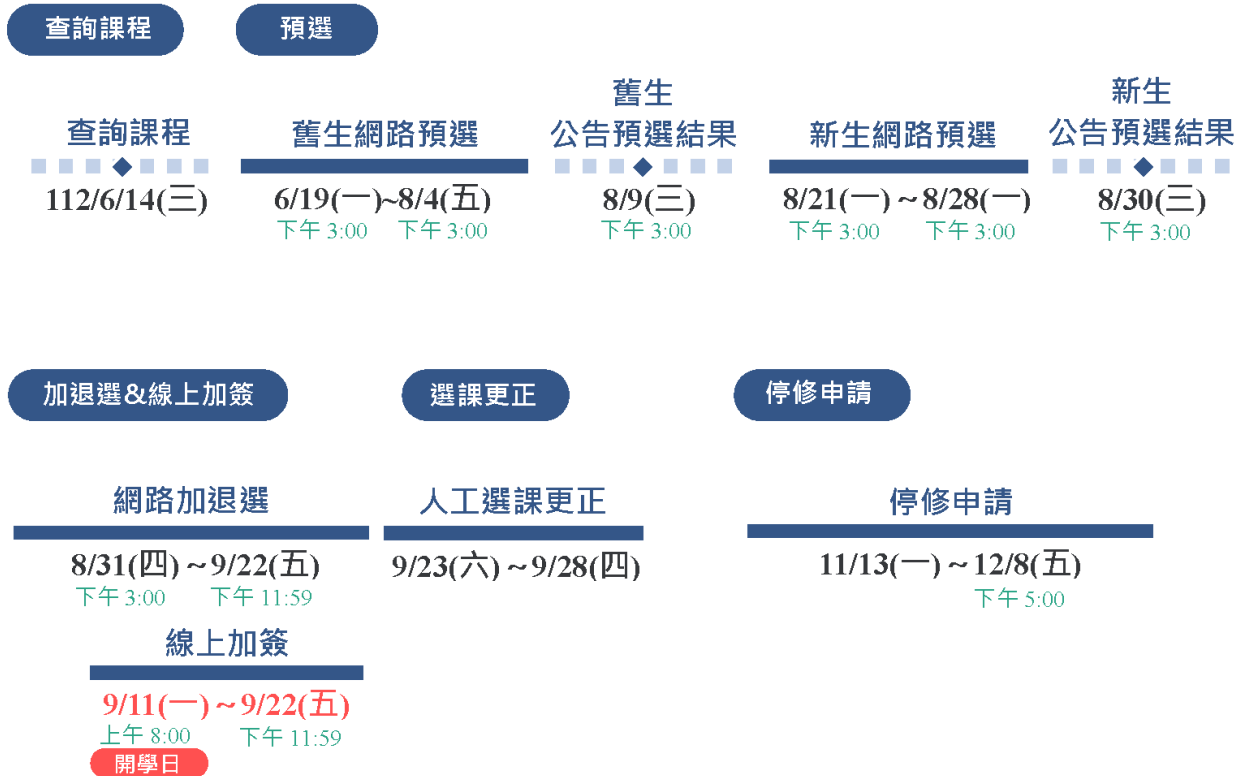 查詢課程
預選
查詢課程
112/6/14(三)
舊生網路預選
6/19(一)~8/4(五)
下午 3:00 下午 3:00
舊生
公告預選結果
8/9(三)
下午 3:00
新生網路預選
8/21(一) ~ 8/28(一)
下午 3:00 下午 3:00
新生
公告預選結果
8/30(三)
下午 3:00
加退選&線上加簽
選課更正
停修申請
網路加退選
8/31(四) ~ 9/22(五)
下午 3:00 下午 11:59
線上加簽
9/11(一) ~ 9/22(五)
上午 8:00 下午 11:59
開學日
人工選課更正
9/23(六) ~ 9/28(四)
停修申請
11/13(一) ~ 12/8(五)
下午 5:00